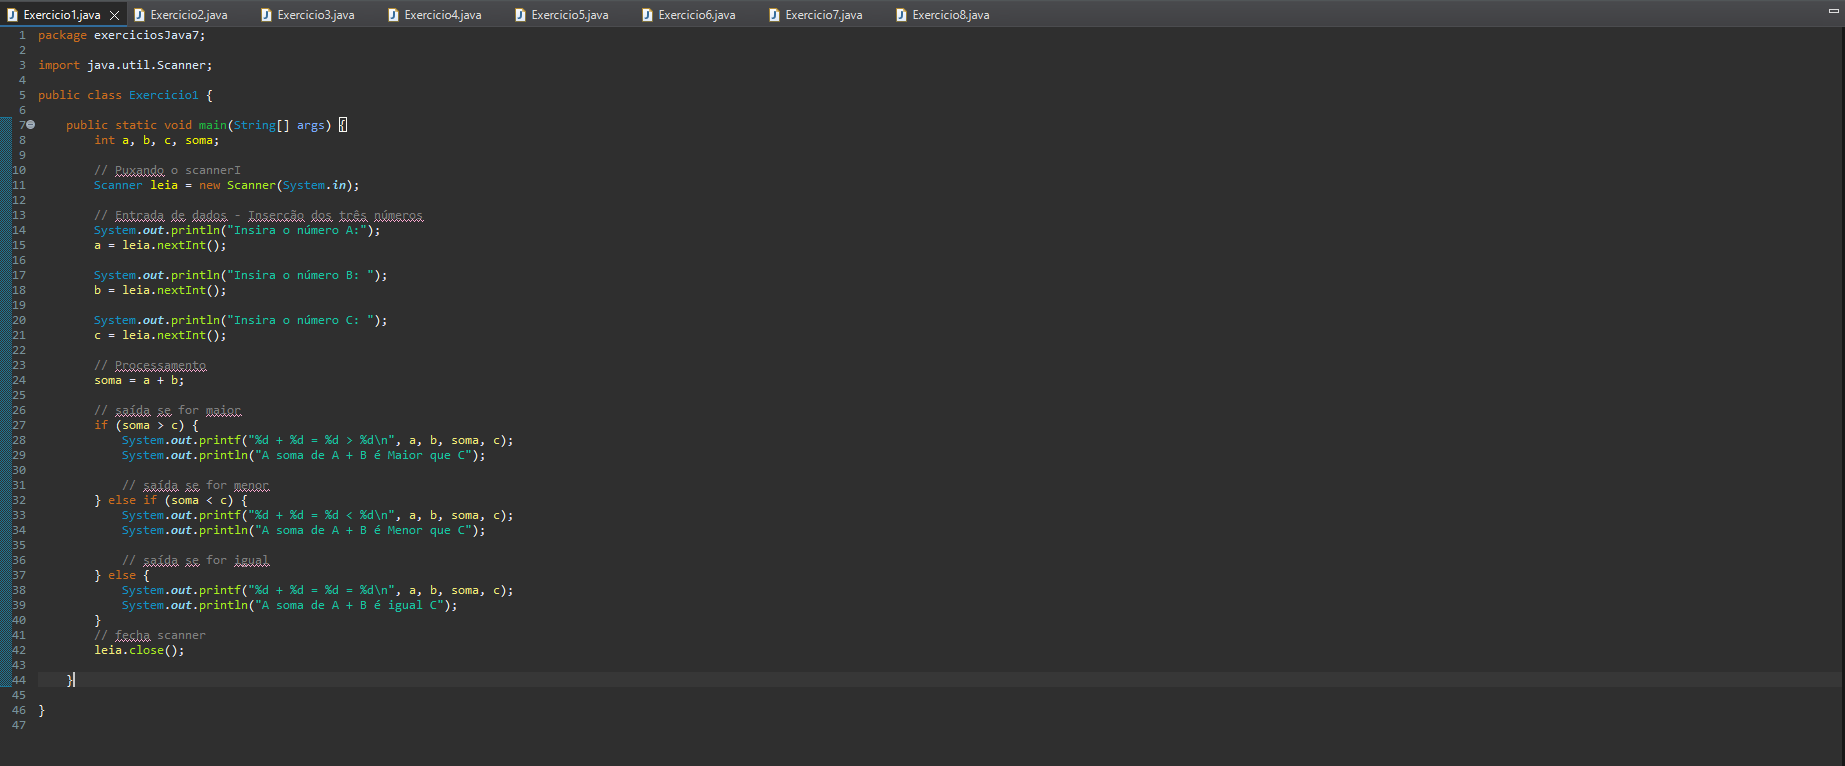 Exercicio1.java Exercicio2.java Exercicio3.java Exercicio4.java Exercicio5.java Exercicio6.java Exercicio7.java Exercicio8.java
1 package exerciciosJava7;
2
3 import java.util.Scanner;
4
5 public class Exercicio1 {
6
7 public static void main(String[] args) {
8 int a, b, c, soma;
9
10 // Puxando o scannerI
11 Scanner leia = new Scanner(System.in);
12
13 // Entrada de dados - Inserção dos três números
14 System.out.println("Insira o número A:");
15 a = leia.nextInt();
16
17 System.out.println("Insira o número B: ");
18 b = leia.nextInt();
19
20 System.out.println("Insira o número C: ");
21 c = leia.nextInt();
22
23 // Processamento
24 soma = a + b;
25
26 // saída se for maior
27 if (soma > c) {
28 System.out.printf("%d + %d = %d > %d\n", a, b, soma, c);
29 System.out.println("A soma de A + B é Maior que C");
30
31 // saída se for menor
32 } else if (soma < c) {
33 System.out.printf("%d + %d = %d < %d\n", a, b, soma, c);
34 System.out.println("A soma de A + B é Menor que C");
35
36 // saída se for igual
37 } else {
38 System.out.printf("%d + %d = %d = %d\n", a, b, soma, c);
39 System.out.println("A soma de A + B é igual C");
40 }
41 // fecha scanner
42 leia.close();
43
44 }
45
46 }
47